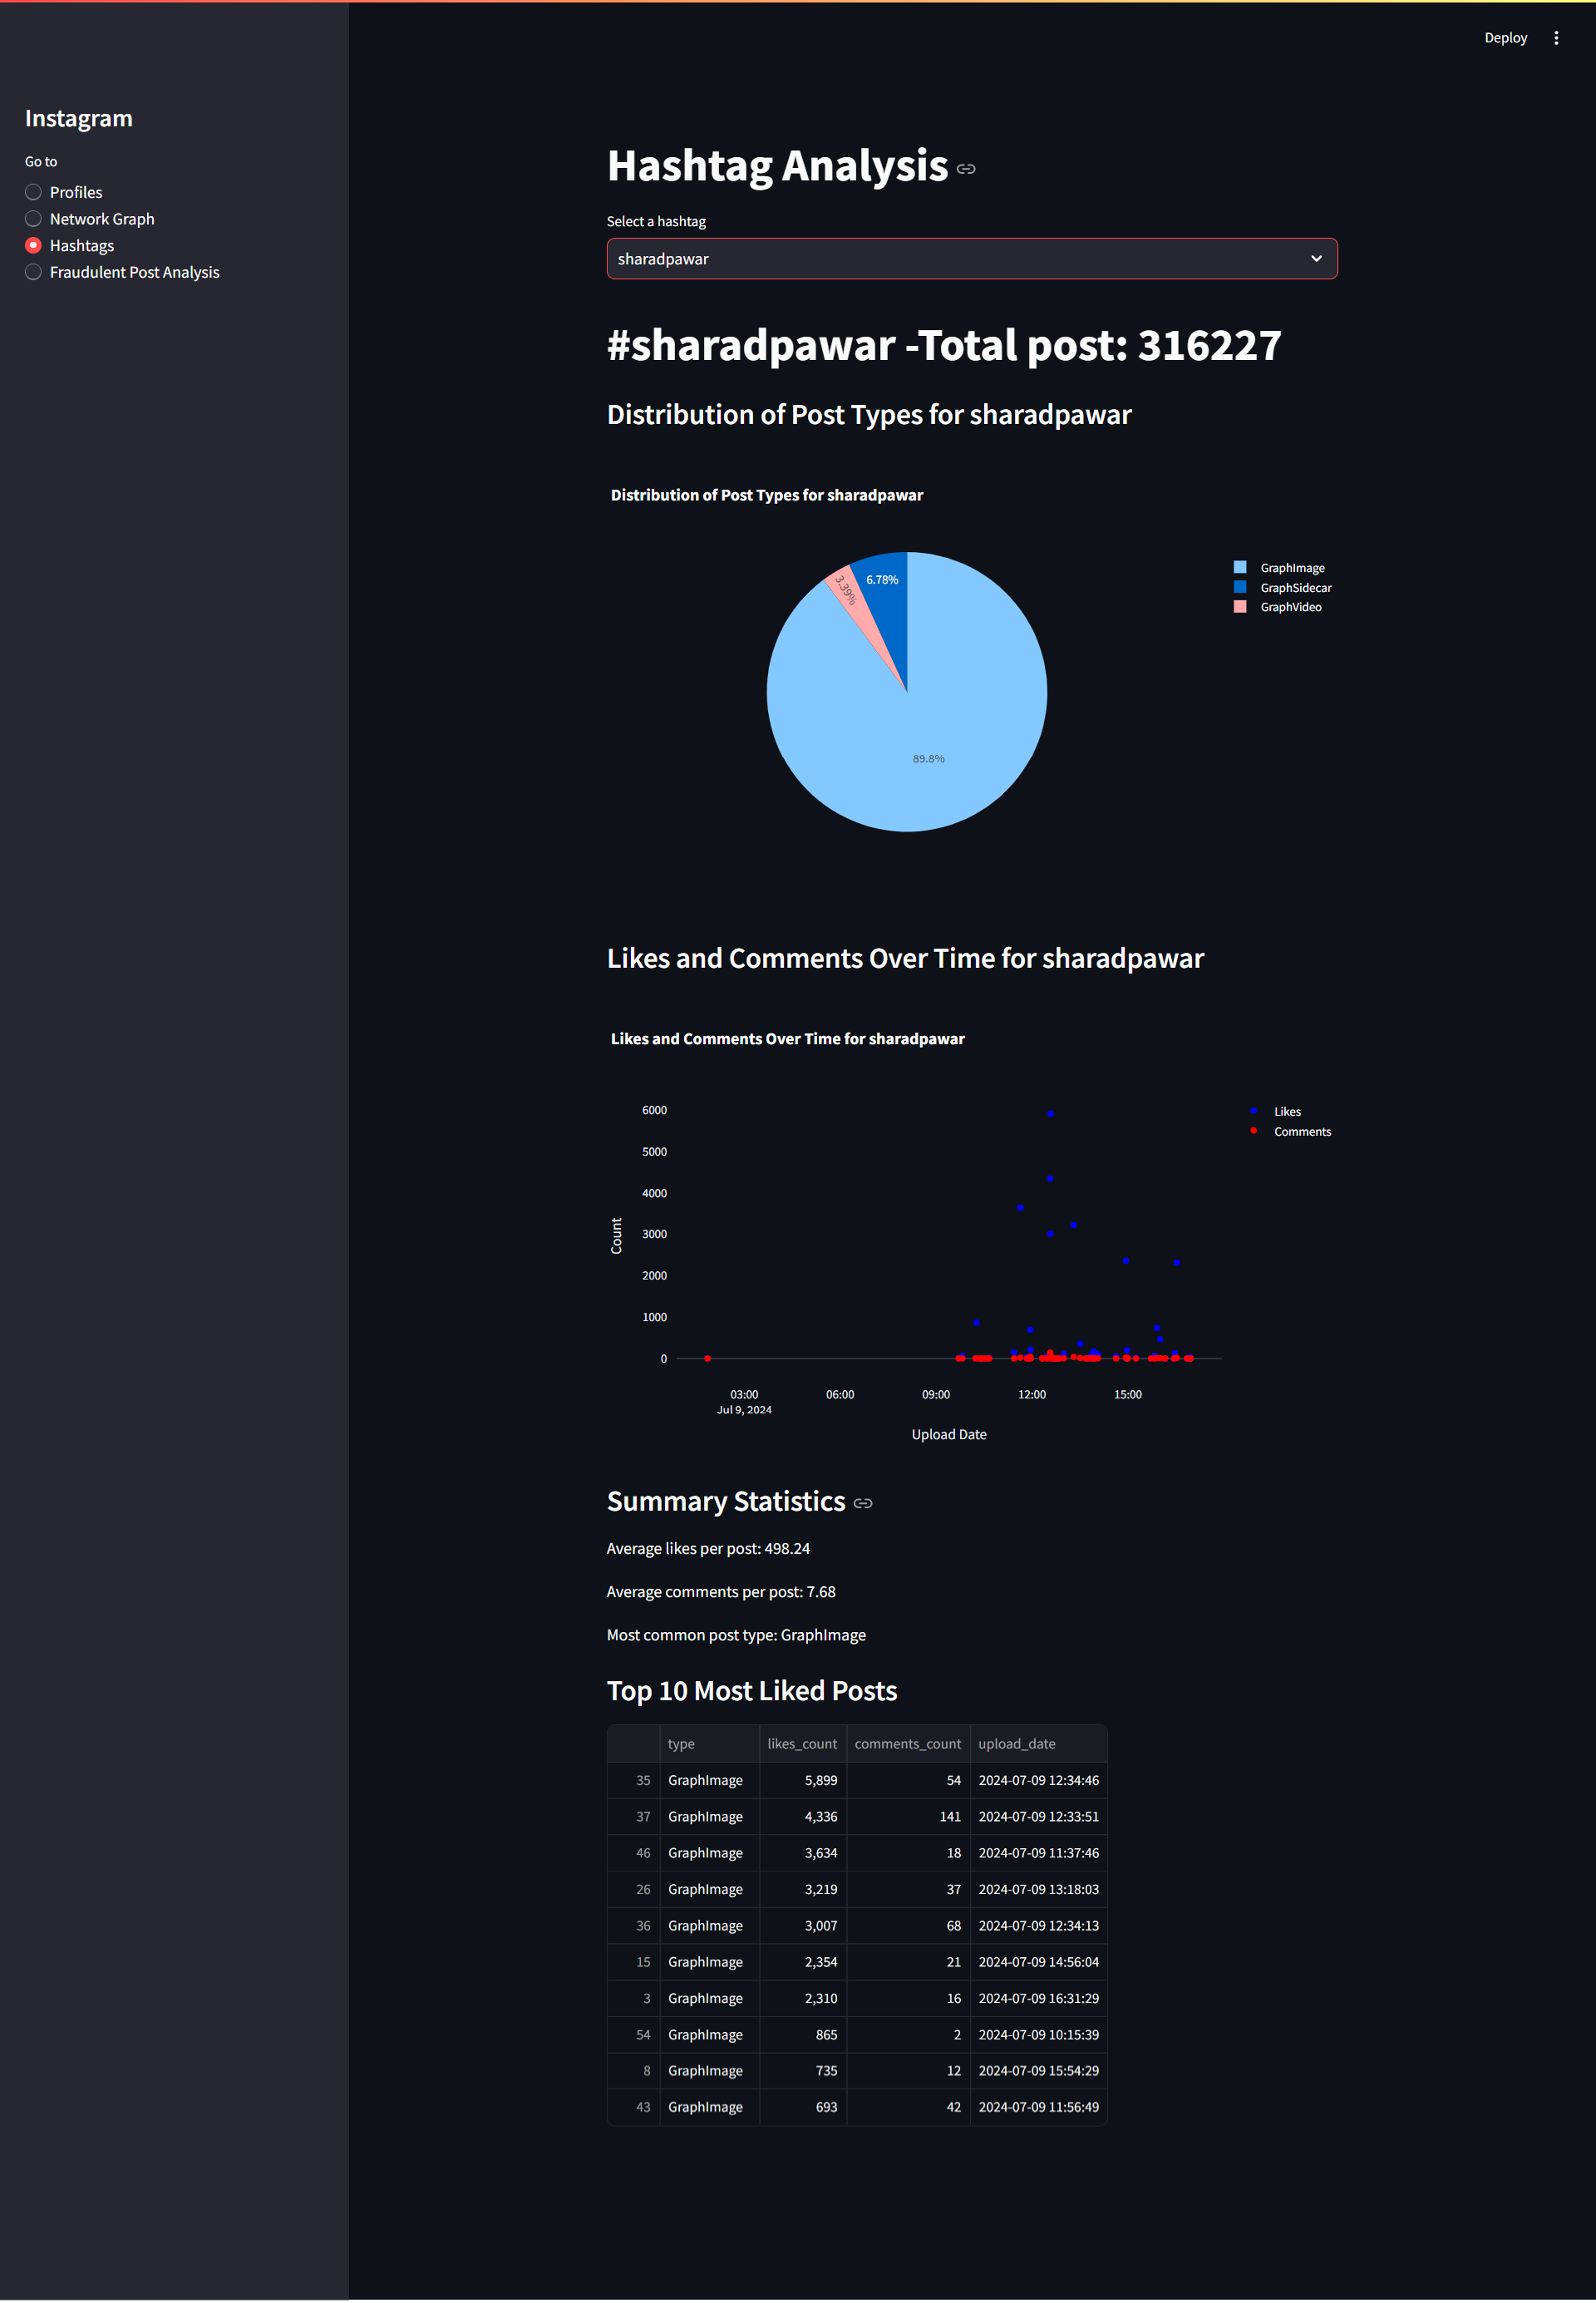 Deploy
Instagram
Go to
Profiles
Network Graph
Hashtags
Fraudulent Post Analysis
Hashtag Analysis
Select a hashtag
sharadpawar
#sharadpawar -Total post: 316227
Distribution of Post Types for sharadpawar
Distribution of Post Types for sharadpawar
3.39%
6.78%
89.8%
GraphImage
GraphSidecar
GraphVideo
Likes and Comments Over Time for sharadpawar
Likes and Comments Over Time for sharadpawar
6000
5000
4000
3000
2000
1000
0
Count
Likes
Comments
03:00 06:00 09:00 12:00 15:00
Jul 9, 2024
Upload Date
Summary Statistics
Average likes per post: 498.24
Average comments per post: 7.68
Most common post type: GraphImage
Top 10 Most Liked Posts
type likes_count comments_count upload_date
35 GraphImage 5,899 54 2024-07-09 12:34:46
37 GraphImage 4,336 141 2024-07-09 12:33:51
46 GraphImage 3,634 18 2024-07-09 11:37:46
26 GraphImage 3,219 37 2024-07-09 13:18:03
36 GraphImage 3,007 68 2024-07-09 12:34:13
15 GraphImage 2,354 21 2024-07-09 14:56:04
3 GraphImage 2,310 16 2024-07-09 16:31:29
54 GraphImage 865 2 2024-07-09 10:15:39
8 GraphImage 735 12 2024-07-09 15:54:29
43 GraphImage 693 42 2024-07-09 11:56:49